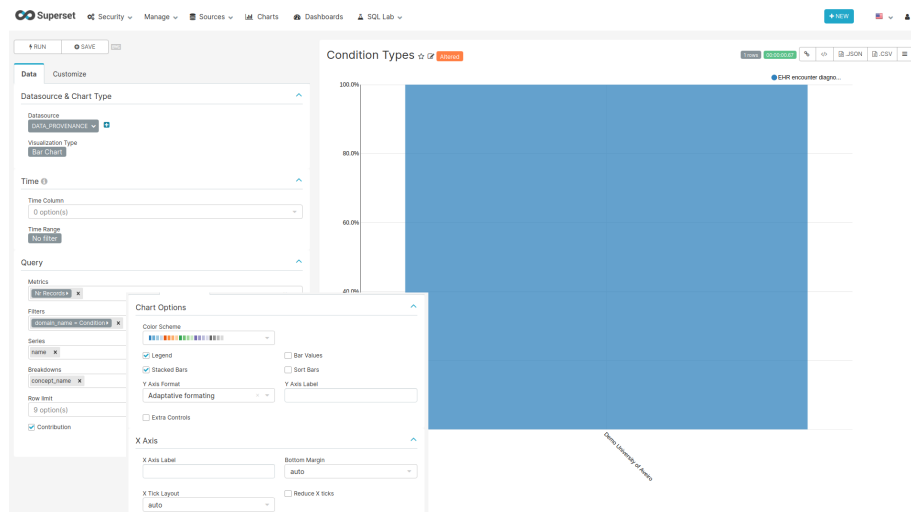 Superset Security Manage Sources Charts Dashboards SQL Lab + NEW
RUN SAVE
Data Customize
Datasource & Chart Type
Datasource
DATA_PROVENANCE
Visualization Type
Bar Chart
Time
Time Column
0 option(s)
Time Range
No filter
Query
Metrics
Nr Records x
Filters
domain_name = Condition x
Series
name x
Breakdowns
concept_name x
Row limit
9 option(s)
Contribution
Chart Options
Color Scheme
Legend Bar Values
Stacked Bars Sort Bars
Y Axis Format Y Axis Label
Adaptative formating
Extra Controls
X Axis
X Axis Label Bottom Margin
auto
X Tick Layout Reduce X ticks
auto
Condition Types Altered 1 rows 00:00:00.67 </> .JSON .CSV
EHR encounter diagno...
100.0%
80.0%
60.0%
40.0%
Demo University of Aveiro